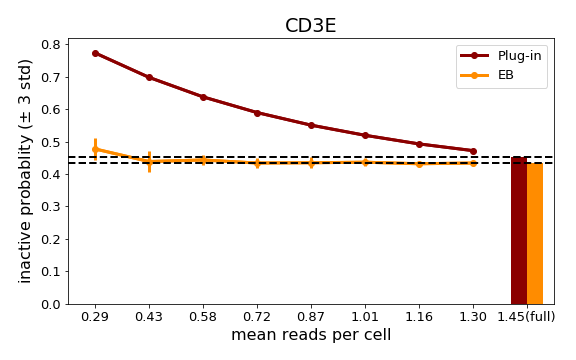 CD3E
inactive probablity (± 3 std)
0.8
0.7
0.6
0.5
0.4
0.3
0.2
0.1
0.0
Plug-in
EB
0.29 0.43 0.58 0.72 0.87 1.01 1.16 1.30 1.45(full)
mean reads per cell